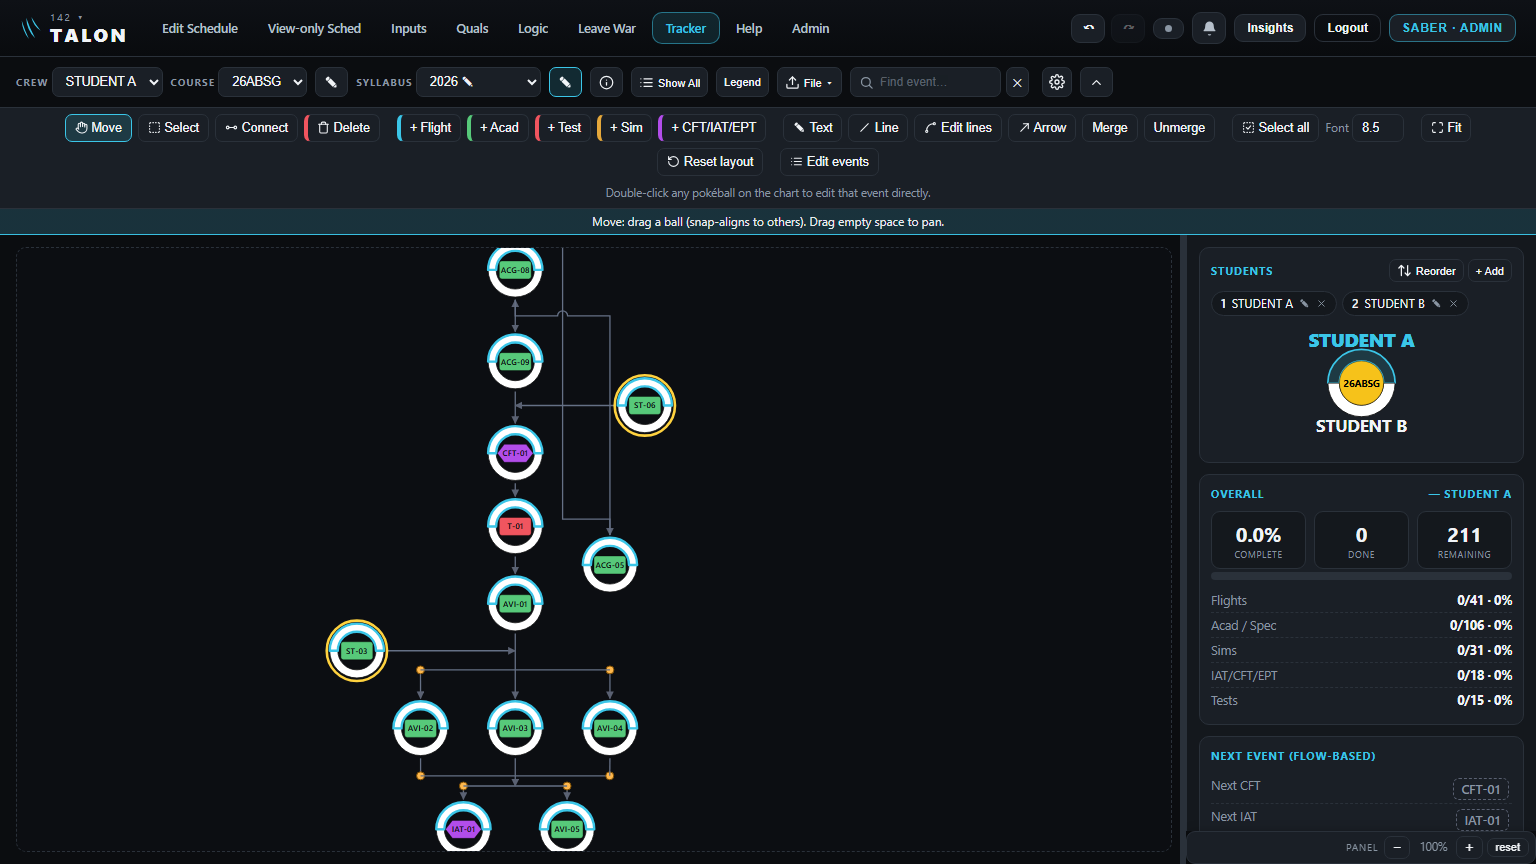 142
TALON
Edit Schedule
View-only Sched
Inputs
Quals
Logic
Leave War
Tracker
Help
Admin
Insights
Logout
SABER · ADMIN
CREW
STUDENT A
COURSE
26ABSG
SYLLABUS
2026
Show All
Legend
File
Find event...
Move
Select
Connect
Delete
+ Flight
+ Acad
+ Test
+ Sim
+ CFT/IAT/EPT
Text
Line
Edit lines
Arrow
Merge
Unmerge
Select all
Font
8.5
Fit
Reset layout
Edit events
Double-click any pokéball on the chart to edit that event directly.
Move: drag a ball (snap-aligns to others). Drag empty space to pan.
ACG-08
ACG-09
ST-06
CFT-01
T-01
ACG-05
AVI-01
ST-03
AVI-02
AVI-03
AVI-04
IAT-01
AVI-05
STUDENTS
Reorder
+ Add
1 STUDENT A
2 STUDENT B
STUDENT A
26ABSG
STUDENT B
OVERALL
— STUDENT A
0.0%
COMPLETE
0
DONE
211
REMAINING
Flights
0/41 · 0%
Acad / Spec
0/106 · 0%
Sims
0/31 · 0%
IAT/CFT/EPT
0/18 · 0%
Tests
0/15 · 0%
NEXT EVENT (FLOW-BASED)
Next CFT
CFT-01
Next IAT
IAT-01
PANEL
−
100%
+
reset